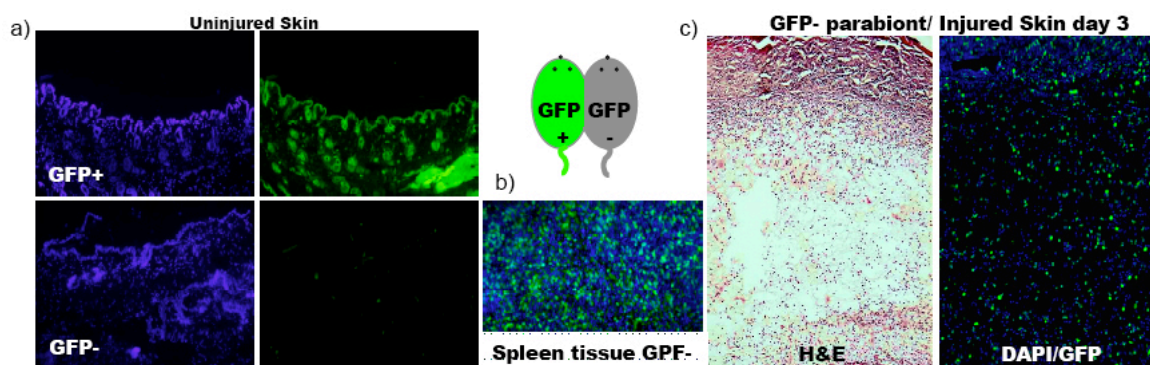 a)
Uninjured Skin
GFP+
GFP-
GFP
+
GFP
-
b)
Spleen tissue GPF-
c)
GFP- parabiont/ Injured Skin day 3
H&E
DAPI/GFP